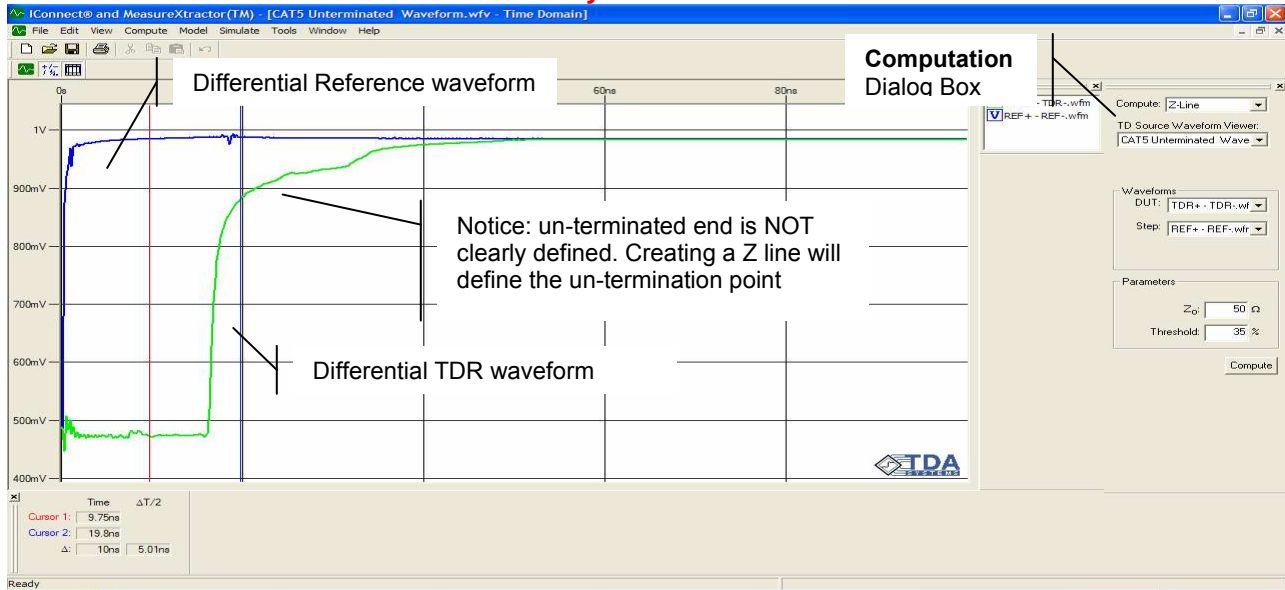 IConnect® and MeasureXtractor(TM) - [CAT5 Unterminated Waveform.wfv - Time Domain]
File Edit View Compute Model Simulate Tools Window Help
Differential Reference waveform
Computation
Dialog Box
0s 60ns 80ns
1V
900mV
800mV
700mV
600mV
500mV
400mV
Notice: un-terminated end is NOT
clearly defined. Creating a Z line will
define the un-termination point
Differential TDR waveform
TDA
SYSTEMS
- TDR-.wfm
V REF+ - REF-.wfm
Compute: Z-Line
TD Source Waveform Viewer:
CAT5 Unterminated Wave
Waveforms
DUT: TDR+ - TDR-.wf
Step: REF+ - REF-.wfr
Parameters
Zo: 50 Ω
Threshold: 35 %
Compute
Time ΔT/2
Cursor 1: 9.75ns
Cursor 2: 19.8ns
Δ: 10ns 5.01ns
Ready